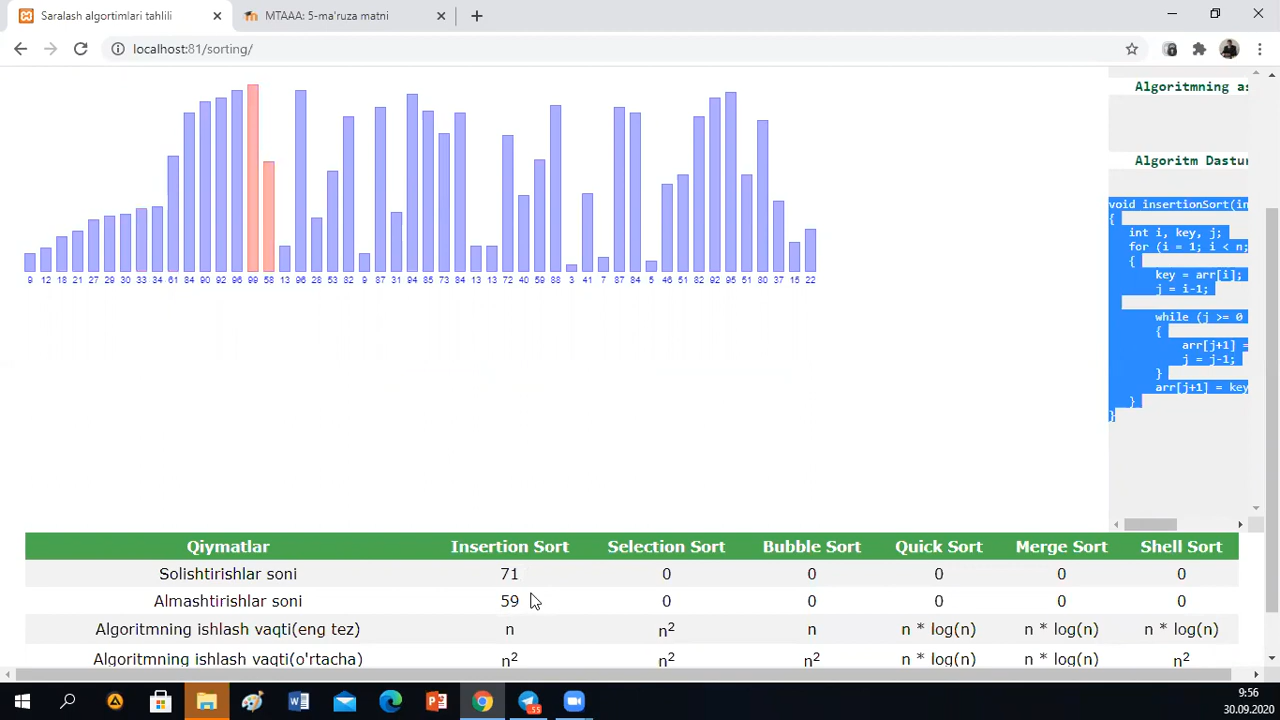 Saralash algortimlari tahlili
MTAAA: 5-ma'ruza matni
localhost:81/sorting/
9 12 18 21 27 29 30 33 34 61 84 90 92 96 99 58 13 96 28 53 82 9 87 31 94 85 73 84 13 13 72 40 59 88 3 41 7 87 84 5 46 51 82 92 95 51 80 37 15 22
Algoritmning as
Algoritm Dastur
void insertionSort(in
{
int i, key, j;
for (i = 1; i < n;
{
key = arr[i];
j = i-1;
while (j >= 0
{
arr[j+1] =
j = j-1;
}
arr[j+1] = key
}
}
Qiymatlar Insertion Sort Selection Sort Bubble Sort Quick Sort Merge Sort Shell Sort
Solishtirishlar soni 71 0 0 0 0 0
Almashtirishlar soni 59 0 0 0 0 0
Algoritmning ishlash vaqti(eng tez) n n² n n * log(n) n * log(n) n * log(n)
Algoritmning ishlash vaqti(o'rtacha) n² n² n² n * log(n) n * log(n) n²
55
9:56
30.09.2020